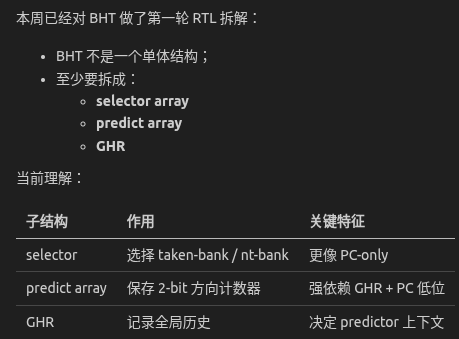 本周已经对 BHT 做了第一轮 RTL 拆解：
• BHT 不是一个单体结构；
• 至少要拆成：
◦ selector array
◦ predict array
◦ GHR
当前理解：
子结构 作用 关键特征
selector 选择 taken-bank / nt-bank 更像 PC-only
predict array 保存 2-bit 方向计数器 强依赖 GHR + PC 低位
GHR 记录全局历史 决定 predictor 上下文